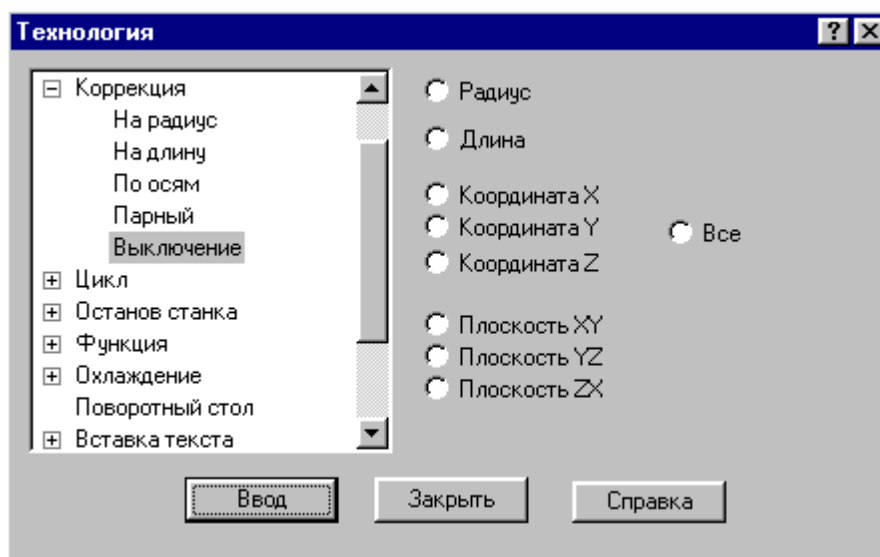 Технология
Коррекция
На радиус
На длину
По осям
Парный
Выключение
Цикл
Останов станка
Функция
Охлаждение
Поворотный стол
Вставка текста
Радиус
Длина
Координата X
Координата Y
Координата Z
Все
Плоскость XY
Плоскость YZ
Плоскость ZX
Ввод
Закрыть
Справка